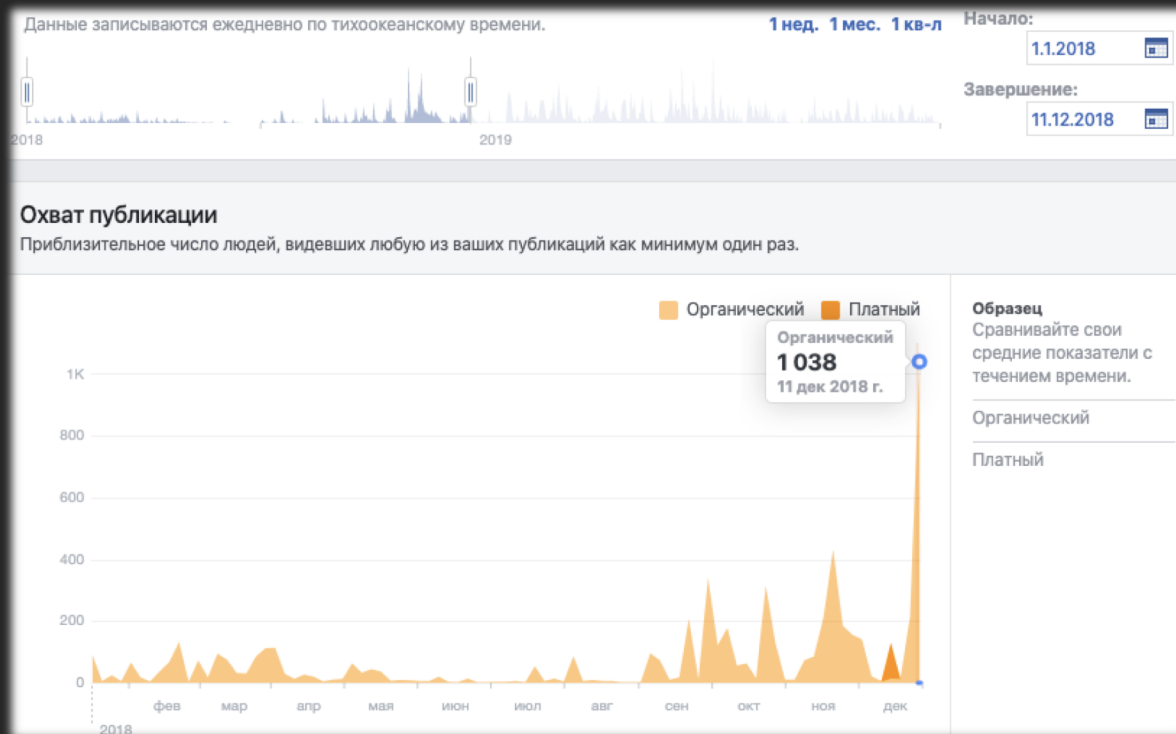 Данные записываются ежедневно по тихоокеанскому времени.
1 нед. 1 мес. 1 кв-л
Начало:
1.1.2018
Завершение:
11.12.2018
2018
2019
Охват публикации
Приблизительное число людей, видевших любую из ваших публикаций как минимум один раз.
Органический
Платный
Органический
1 038
11 дек 2018 г.
1K
800
600
400
200
0
фев
мар
апр
мая
июн
июл
авг
сен
окт
ноя
дек
2018
Образец
Сравнивайте свои
средние показатели с
течением времени.
Органический
Платный